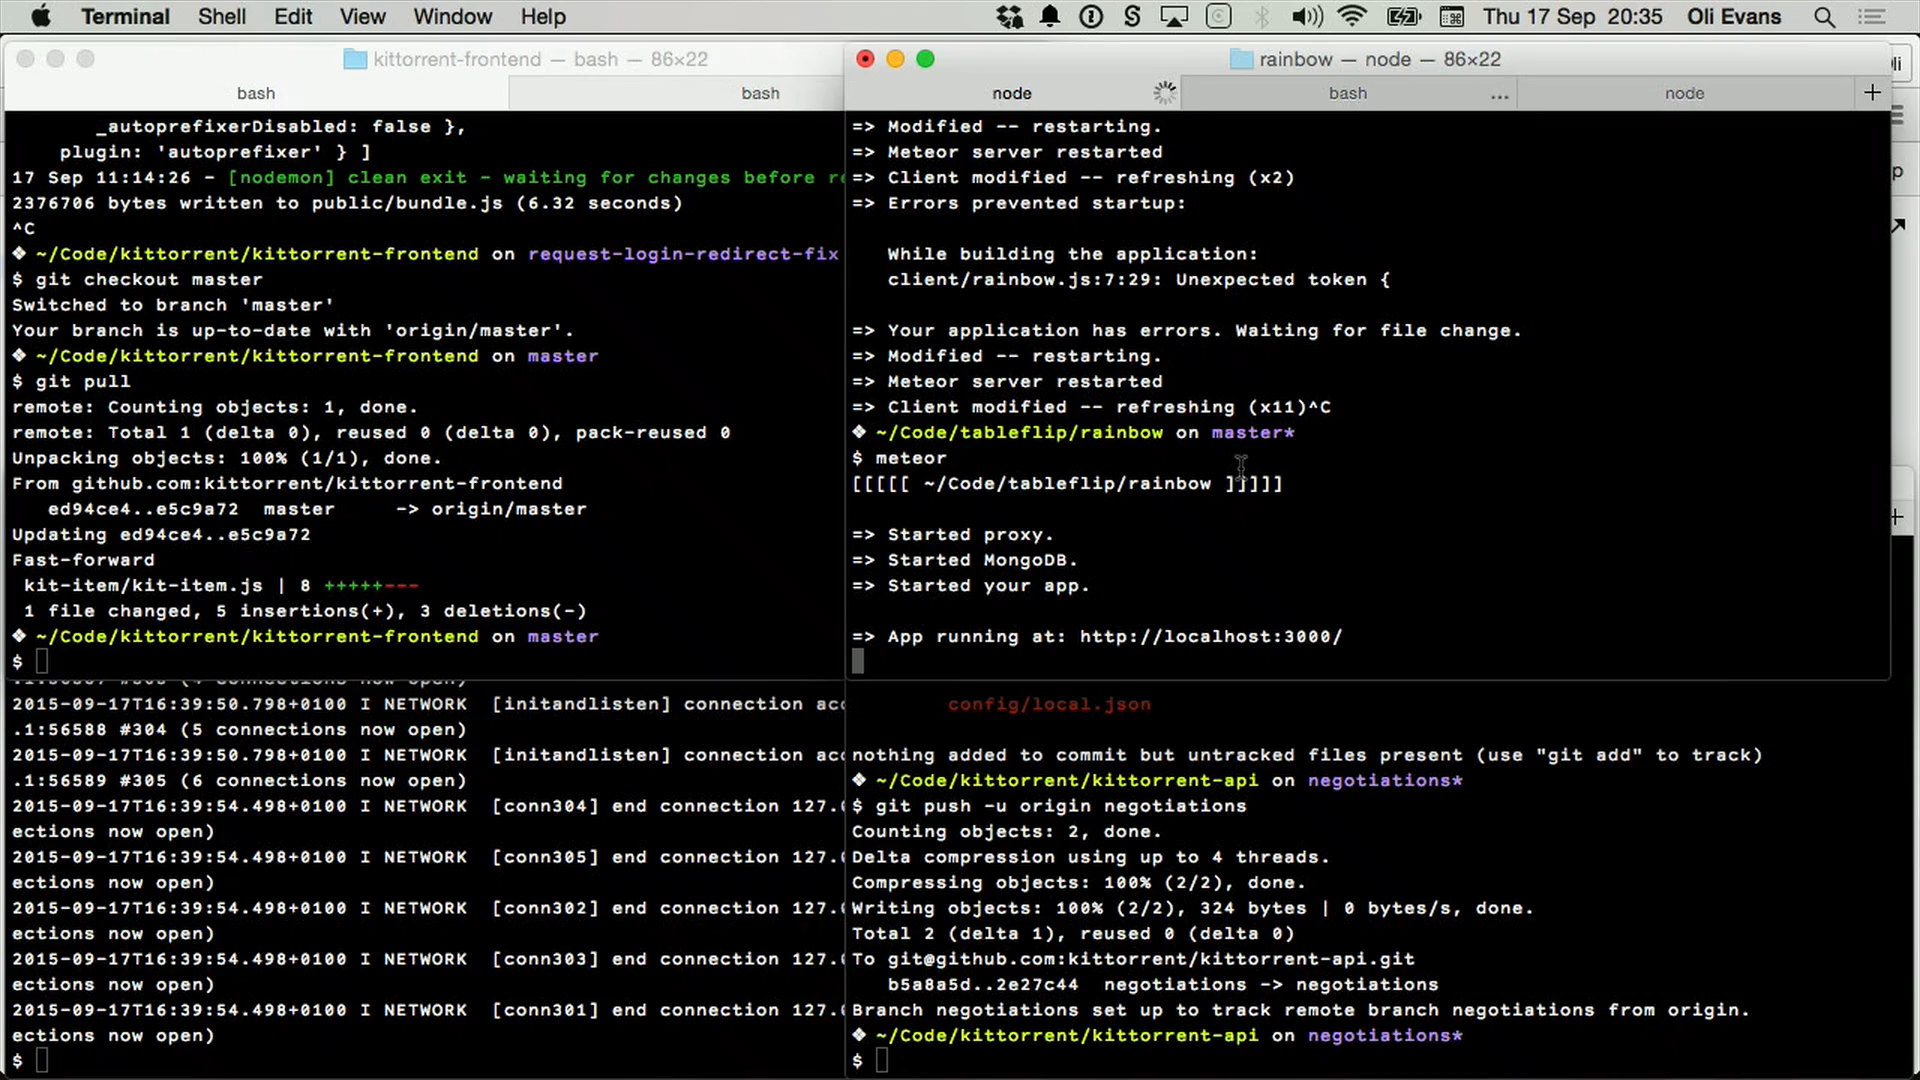 Terminal Shell Edit View Window Help Thu 17 Sep 20:35 Oli Evans
kittorrent-frontend — bash — 86×22
bash bash
_autoprefixerDisabled: false },
plugin: 'autoprefixer' } ]
17 Sep 11:14:26 - [nodemon] clean exit - waiting for changes before
2376706 bytes written to public/bundle.js (6.32 seconds)
^C
❖ ~/Code/kittorrent/kittorrent-frontend on request-login-redirect-fix
$ git checkout master
Switched to branch 'master'
Your branch is up-to-date with 'origin/master'.
❖ ~/Code/kittorrent/kittorrent-frontend on master
$ git pull
remote: Counting objects: 1, done.
remote: Total 1 (delta 0), reused 0 (delta 0), pack-reused 0
Unpacking objects: 100% (1/1), done.
From github.com:kittorrent/kittorrent-frontend
ed94ce4..e5c9a72 master -> origin/master
Updating ed94ce4..e5c9a72
Fast-forward
kit-item/kit-item.js | 8 +++++---
1 file changed, 5 insertions(+), 3 deletions(-)
❖ ~/Code/kittorrent/kittorrent-frontend on master
$
rainbow — node — 86×22
node bash ... node +
=> Modified -- restarting.
=> Meteor server restarted
=> Client modified -- refreshing (x2)
=> Errors prevented startup:
While building the application:
client/rainbow.js:7:29: Unexpected token {
=> Your application has errors. Waiting for file change.
=> Modified -- restarting.
=> Meteor server restarted
=> Client modified -- refreshing (x11)^C
❖ ~/Code/tableflip/rainbow on master*
$ meteor
[[[[[ ~/Code/tableflip/rainbow ]]]]]
=> Started proxy.
=> Started MongoDB.
=> Started your app.
=> App running at: http://localhost:3000/
2015-09-17T16:39:50.798+0100 I NETWORK [initandlisten] connection
.1:56588 #304 (5 connections now open)
2015-09-17T16:39:50.798+0100 I NETWORK [initandlisten] connection
.1:56589 #305 (6 connections now open)
2015-09-17T16:39:54.498+0100 I NETWORK [conn304] end connection 127.
ections now open)
2015-09-17T16:39:54.498+0100 I NETWORK [conn305] end connection 127.
ections now open)
2015-09-17T16:39:54.498+0100 I NETWORK [conn302] end connection 127.
ections now open)
2015-09-17T16:39:54.498+0100 I NETWORK [conn303] end connection 127.
ections now open)
2015-09-17T16:39:54.498+0100 I NETWORK [conn301] end connection 127.
ections now open)
$
config/local.json
nothing added to commit but untracked files present (use "git add" to track)
❖ ~/Code/kittorrent/kittorrent-api on negotiations*
$ git push -u origin negotiations
Counting objects: 2, done.
Delta compression using up to 4 threads.
Compressing objects: 100% (2/2), done.
Writing objects: 100% (2/2), 324 bytes | 0 bytes/s, done.
Total 2 (delta 1), reused 0 (delta 0)
To git@github.com:kittorrent/kittorrent-api.git
b5a8a5d..2e27c44 negotiations -> negotiations
Branch negotiations set up to track remote branch negotiations from origin.
❖ ~/Code/kittorrent/kittorrent-api on negotiations*
$